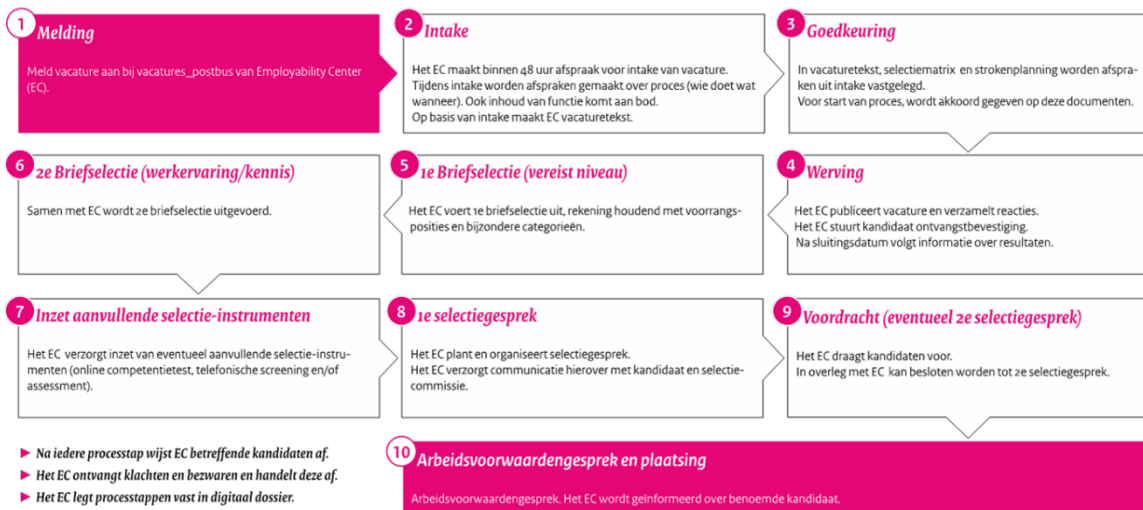 1
Melding
Meld vacature aan bij vacatures_postbus van Employability Center
(EC).
2
Intake
Het EC maakt binnen 48 uur afspraak voor intake van vacature.
Tijdens intake worden afspraken gemaakt over proces (wie doet wat
wanneer). Ook inhoud van functie komt aan bod.
Op basis van intake maakt EC vacaturetekst.
3
Goedkeuring
In vacaturetekst, selectiematrix en strokenplanning worden afspra-
ken uit intake vastgelegd.
Voor start van proces, wordt akkoord gegeven op deze documenten.
4
Werving
Het EC publiceert vacature en verzamelt reacties.
Het EC stuurt kandidaat ontvangstbevestiging.
Na sluitingsdatum volgt informatie over resultaten.
5
1e Briefselectie (vereist niveau)
Het EC voert 1e briefselectie uit, rekening houdend met voorrangs-
posities en bijzondere categorieën.
6
2e Briefselectie (werkervaring/kennis)
Samen met EC wordt 2e briefselectie uitgevoerd.
7
Inzet aanvullende selectie-instrumenten
Het EC verzorgt inzet van eventueel aanvullende selectie-instru-
menten (online competentietest, telefonische screening en/of
assessment).
8
1e selectiegesprek
Het EC plant en organiseert selectiegesprek.
Het EC verzorgt communicatie hierover met kandidaat en selectie-
commissie.
9
Voordracht (eventueel 2e selectiegesprek)
Het EC draagt kandidaten voor.
In overleg met EC kan besloten worden tot 2e selectiegesprek.
10
Arbeidsvoorwaardengesprek en plaatsing
Arbeidsvoorwaardengesprek. Het EC wordt geïnformeerd over benoemde kandidaat.
Na iedere processtap wijst EC betreffende kandidaten af.
Het EC ontvangt klachten en bezwaren en handelt deze af.
Het EC legt processtappen vast in digitaal dossier.